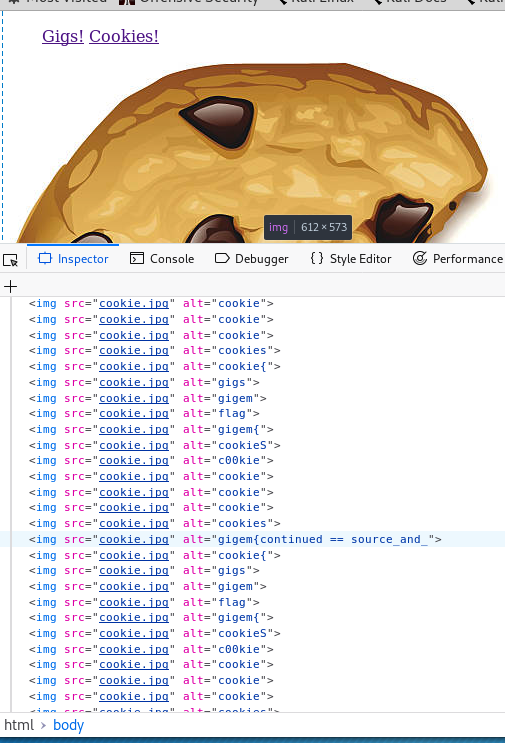 Most Visited Offensive Security Kali Linux Kali Docs Kali
Gigs! Cookies!
img 612 × 573
Inspector Console Debugger {} Style Editor Performance
+
<img src="cookie.jpg" alt="cookie">
<img src="cookie.jpg" alt="cookie">
<img src="cookie.jpg" alt="cookie">
<img src="cookie.jpg" alt="cookies">
<img src="cookie.jpg" alt="cookie{">
<img src="cookie.jpg" alt="gigs">
<img src="cookie.jpg" alt="gigem">
<img src="cookie.jpg" alt="flag">
<img src="cookie.jpg" alt="gigem{">
<img src="cookie.jpg" alt="cookieS">
<img src="cookie.jpg" alt="c00kie">
<img src="cookie.jpg" alt="cookie">
<img src="cookie.jpg" alt="cookie">
<img src="cookie.jpg" alt="cookie">
<img src="cookie.jpg" alt="cookies">
<img src="cookie.jpg" alt="gigem{continued == source_and_">
<img src="cookie.jpg" alt="cookie{">
<img src="cookie.jpg" alt="gigs">
<img src="cookie.jpg" alt="gigem">
<img src="cookie.jpg" alt="flag">
<img src="cookie.jpg" alt="gigem{">
<img src="cookie.jpg" alt="cookieS">
<img src="cookie.jpg" alt="c00kie">
<img src="cookie.jpg" alt="cookie">
<img src="cookie.jpg" alt="cookie">
<img src="cookie.jpg" alt="cookie">
<img src="cookie.jpg" alt="cookies">
html > body